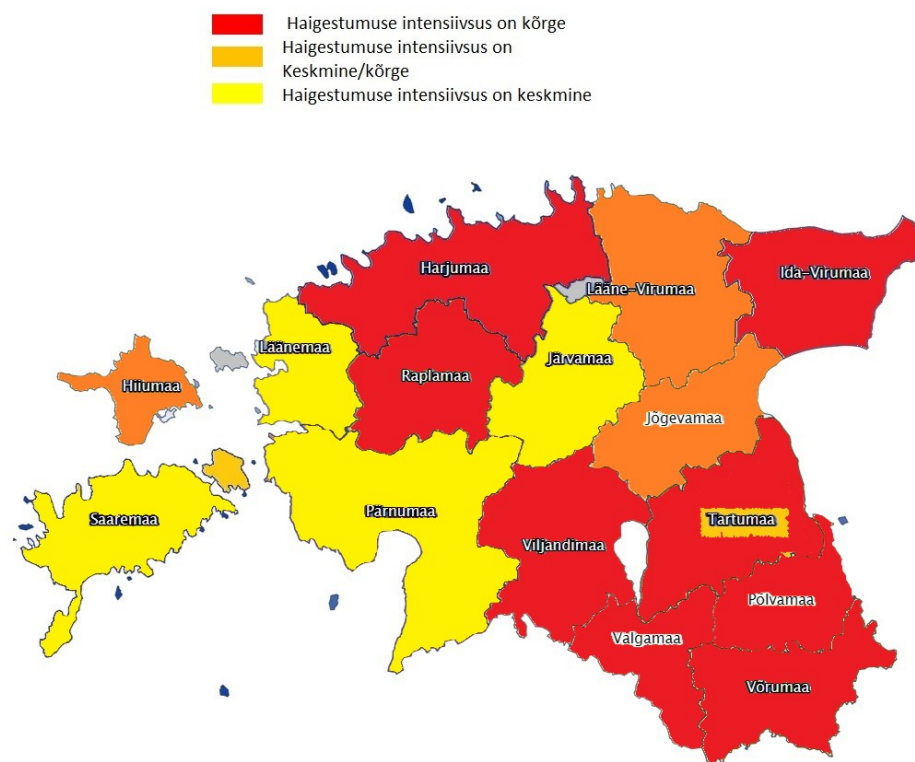 Haigestumuse intensiivsus on kõrge
Haigestumuse intensiivsus on
Keskmine/kõrge
Haigestumuse intensiivsus on keskmine
Harjumaa
Ida-Virumaa
Lääne-Virumaa
Läänemaa
Järvamaa
Raplamaa
Hiiumaa
Jõgevamaa
Pärnumaa
Saaremaa
Tartumaa
Viljandimaa
Põlvamaa
Valgamaa
Võrumaa